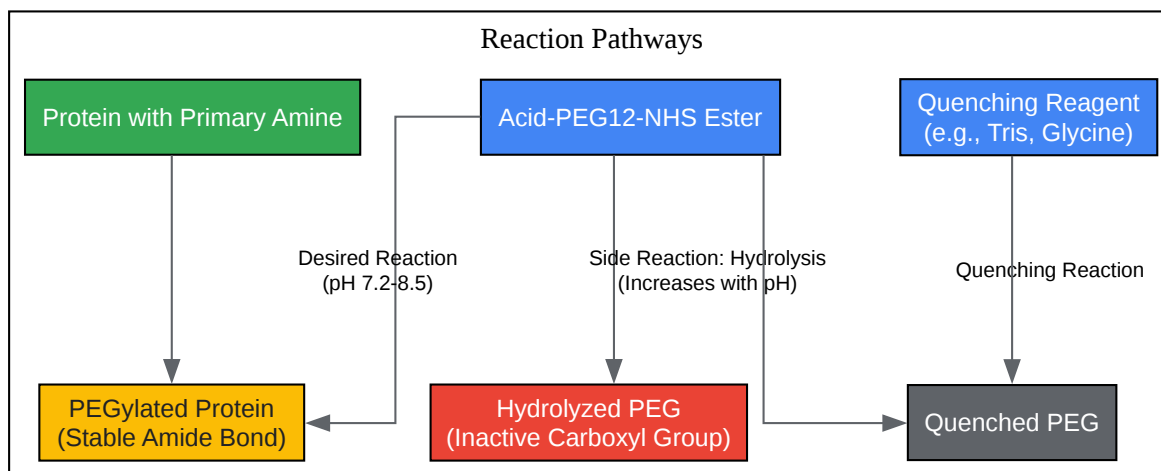 Reaction Pathways
Protein with Primary Amine
Acid-PEG12-NHS Ester
Quenching Reagent
(e.g., Tris, Glycine)
Desired Reaction
(pH 7.2-8.5)
Side Reaction: Hydrolysis
(Increases with pH)
Quenching Reaction
PEGylated Protein
(Stable Amide Bond)
Hydrolyzed PEG
(Inactive Carboxyl Group)
Quenched PEG